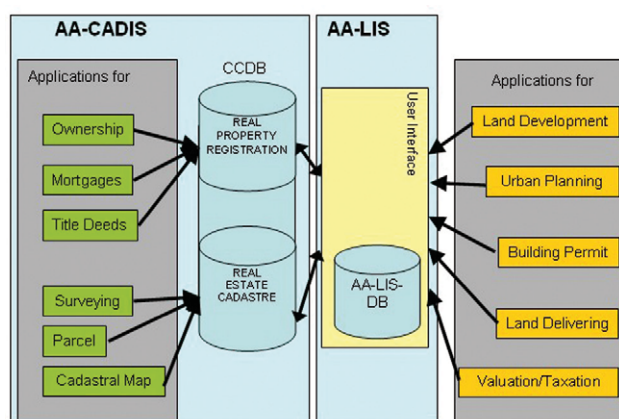 AA-CADIS
AA-LIS
Applications for
CCDB
Applications for
Ownership
Mortgages
Title Deeds
Surveying
Parcel
Cadastral Map
REAL
PROPERTY
REGISTRATION
REAL
ESTATE
CADASTRE
User Interface
AA-LIS-
DB
Land Development
Urban Planning
Building Permit
Land Delivering
Valuation/Taxation